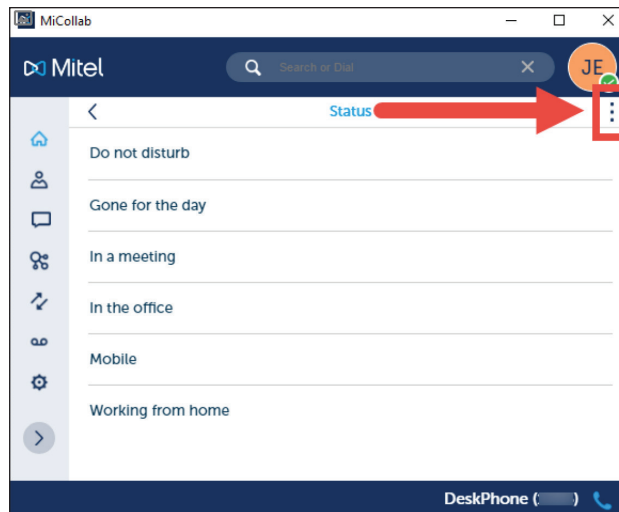 MiCollab
Mitel
Search or Dial
JE
Status
Do not disturb
Gone for the day
In a meeting
In the office
Mobile
Working from home
DeskPhone ( )